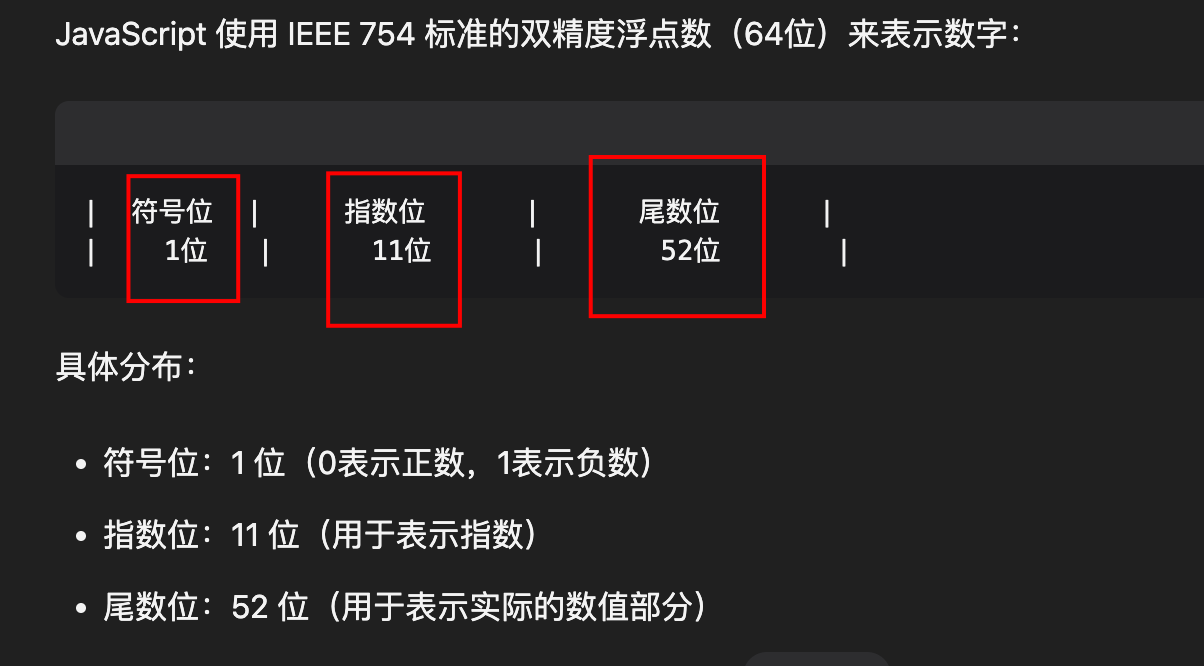 JavaScript 使用 IEEE 754 标准的双精度浮点数（64位）来表示数字：
|  符号位  |  指数位  |  尾数位  |
|  1位  |  11位  |  52位  |
具体分布：
• 符号位：1 位（0表示正数，1表示负数）
• 指数位：11 位（用于表示指数）
• 尾数位：52 位（用于表示实际的数值部分）